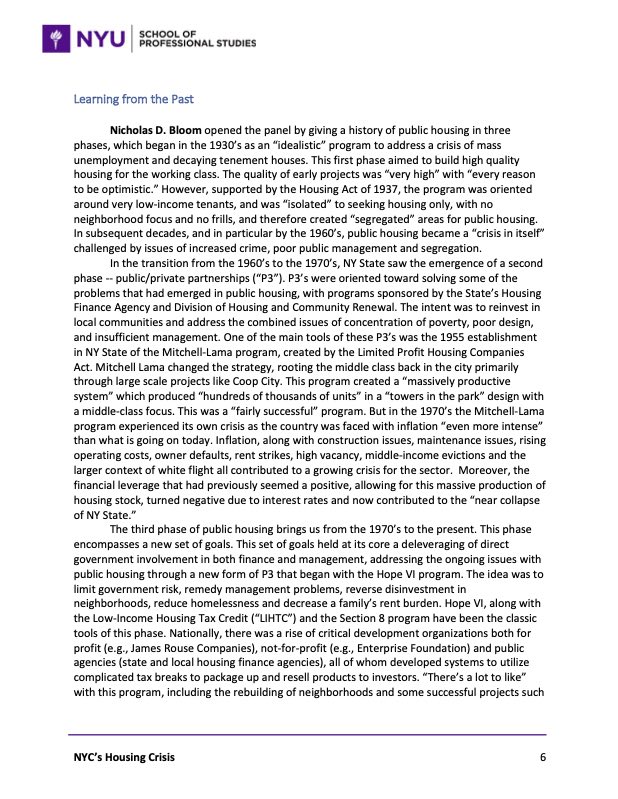 NYU
SCHOOL OF
PROFESSIONAL STUDIES
Learning from the Past
Nicholas D. Bloom opened the panel by giving a history of public housing in three
phases, which began in the 1930’s as an “idealistic” program to address a crisis of mass
unemployment and decaying tenement houses. This first phase aimed to build high quality
housing for the working class. The quality of early projects was “very high” with “every reason
to be optimistic.” However, supported by the Housing Act of 1937, the program was oriented
around very low-income tenants, and was “isolated” to seeking housing only, with no
neighborhood focus and no frills, and therefore created “segregated” areas for public housing.
In subsequent decades, and in particular by the 1960’s, public housing became a “crisis in itself”
challenged by issues of increased crime, poor public management and segregation.
In the transition from the 1960’s to the 1970’s, NY State saw the emergence of a second
phase -- public/private partnerships (“P3”). P3’s were oriented toward solving some of the
problems that had emerged in public housing, with programs sponsored by the State’s Housing
Finance Agency and Division of Housing and Community Renewal. The intent was to reinvest in
local communities and address the combined issues of concentration of poverty, poor design,
and insufficient management. One of the main tools of these P3’s was the 1955 establishment
in NY State of the Mitchell-Lama program, created by the Limited Profit Housing Companies
Act. Mitchell Lama changed the strategy, rooting the middle class back in the city primarily
through large scale projects like Coop City. This program created a “massively productive
system” which produced “hundreds of thousands of units” in a “towers in the park” design with
a middle-class focus. This was a “fairly successful” program. But in the 1970’s the Mitchell-Lama
program experienced its own crisis as the country was faced with inflation “even more intense”
than what is going on today. Inflation, along with construction issues, maintenance issues, rising
operating costs, owner defaults, rent strikes, high vacancy, middle-income evictions and the
larger context of white flight all contributed to a growing crisis for the sector.  Moreover, the
financial leverage that had previously seemed a positive, allowing for this massive production of
housing stock, turned negative due to interest rates and now contributed to the “near collapse
of NY State.”
The third phase of public housing brings us from the 1970’s to the present. This phase
encompasses a new set of goals. This set of goals held at its core a deleveraging of direct
government involvement in both finance and management, addressing the ongoing issues with
public housing through a new form of P3 that began with the Hope VI program. The idea was to
limit government risk, remedy management problems, reverse disinvestment in
neighborhoods, reduce homelessness and decrease a family’s rent burden. Hope VI, along with
the Low-Income Housing Tax Credit (“LIHTC”) and the Section 8 program have been the classic
tools of this phase. Nationally, there was a rise of critical development organizations both for
profit (e.g., James Rouse Companies), not-for-profit (e.g., Enterprise Foundation) and public
agencies (state and local housing finance agencies), all of whom developed systems to utilize
complicated tax breaks to package up and resell products to investors. “There’s a lot to like”
with this program, including the rebuilding of neighborhoods and some successful projects such
NYC’s Housing Crisis
6